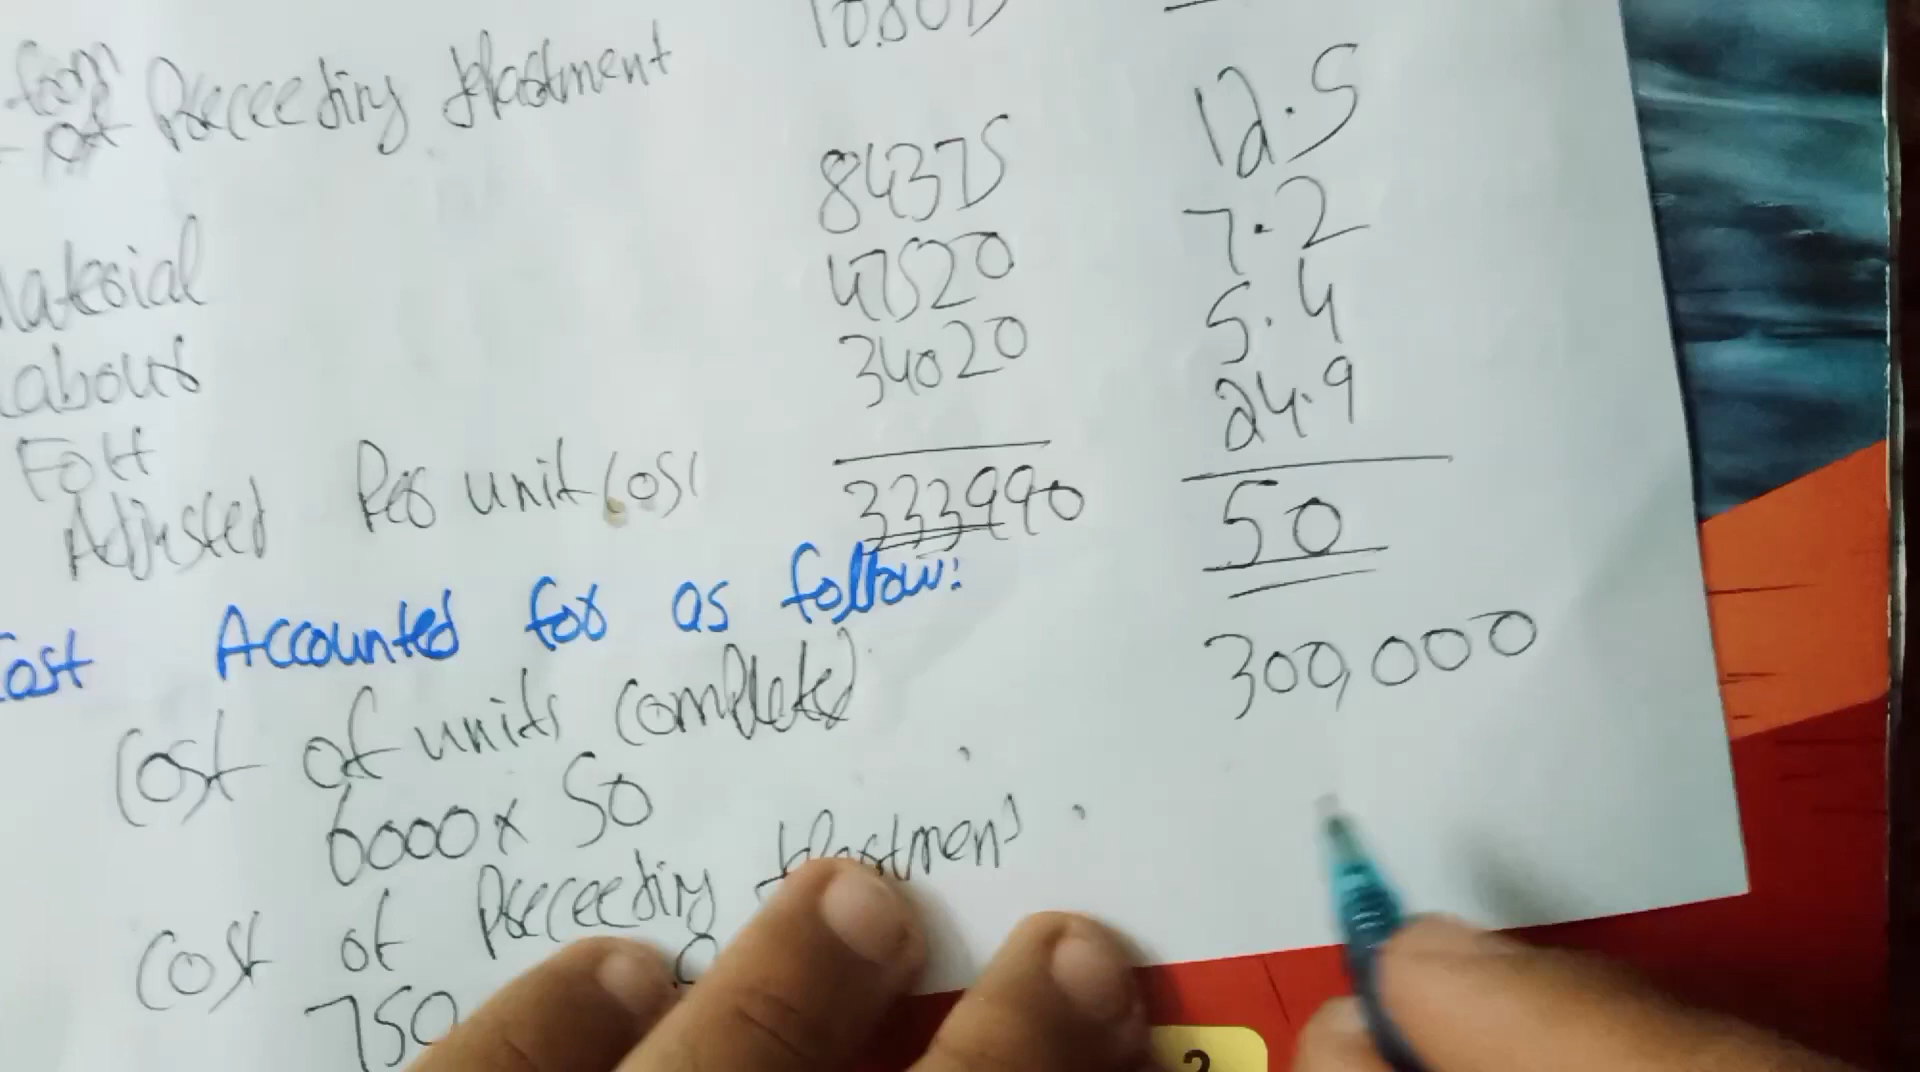 Preceeding department
12.5
Material 84375 7.2
Labour 47520 5.4
FOH 34020 24.9
Adjusted Per unit Cost 333990 50
Cost Accounted for as follow:
Cost of units Completed 300,000
6000 x 50
Cost of Preceeding department
750
2